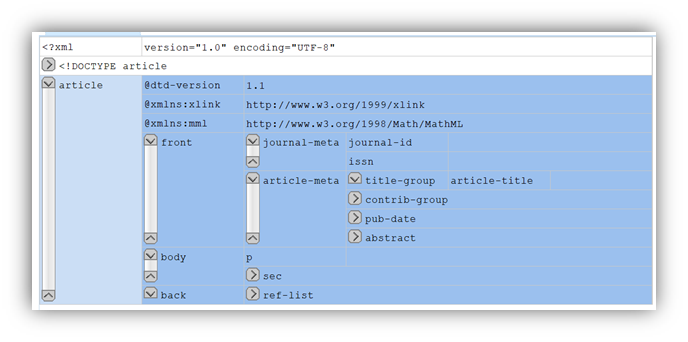 <?xml version="1.0" encoding="UTF-8"
<!DOCTYPE article
article @dtd-version 1.1
@xmlns:xlink http://www.w3.org/1999/xlink
@xmlns:mml http://www.w3.org/1998/Math/MathML
front journal-meta journal-id
issn
article-meta title-group article-title
contrib-group
pub-date
abstract
body p
sec
back ref-list